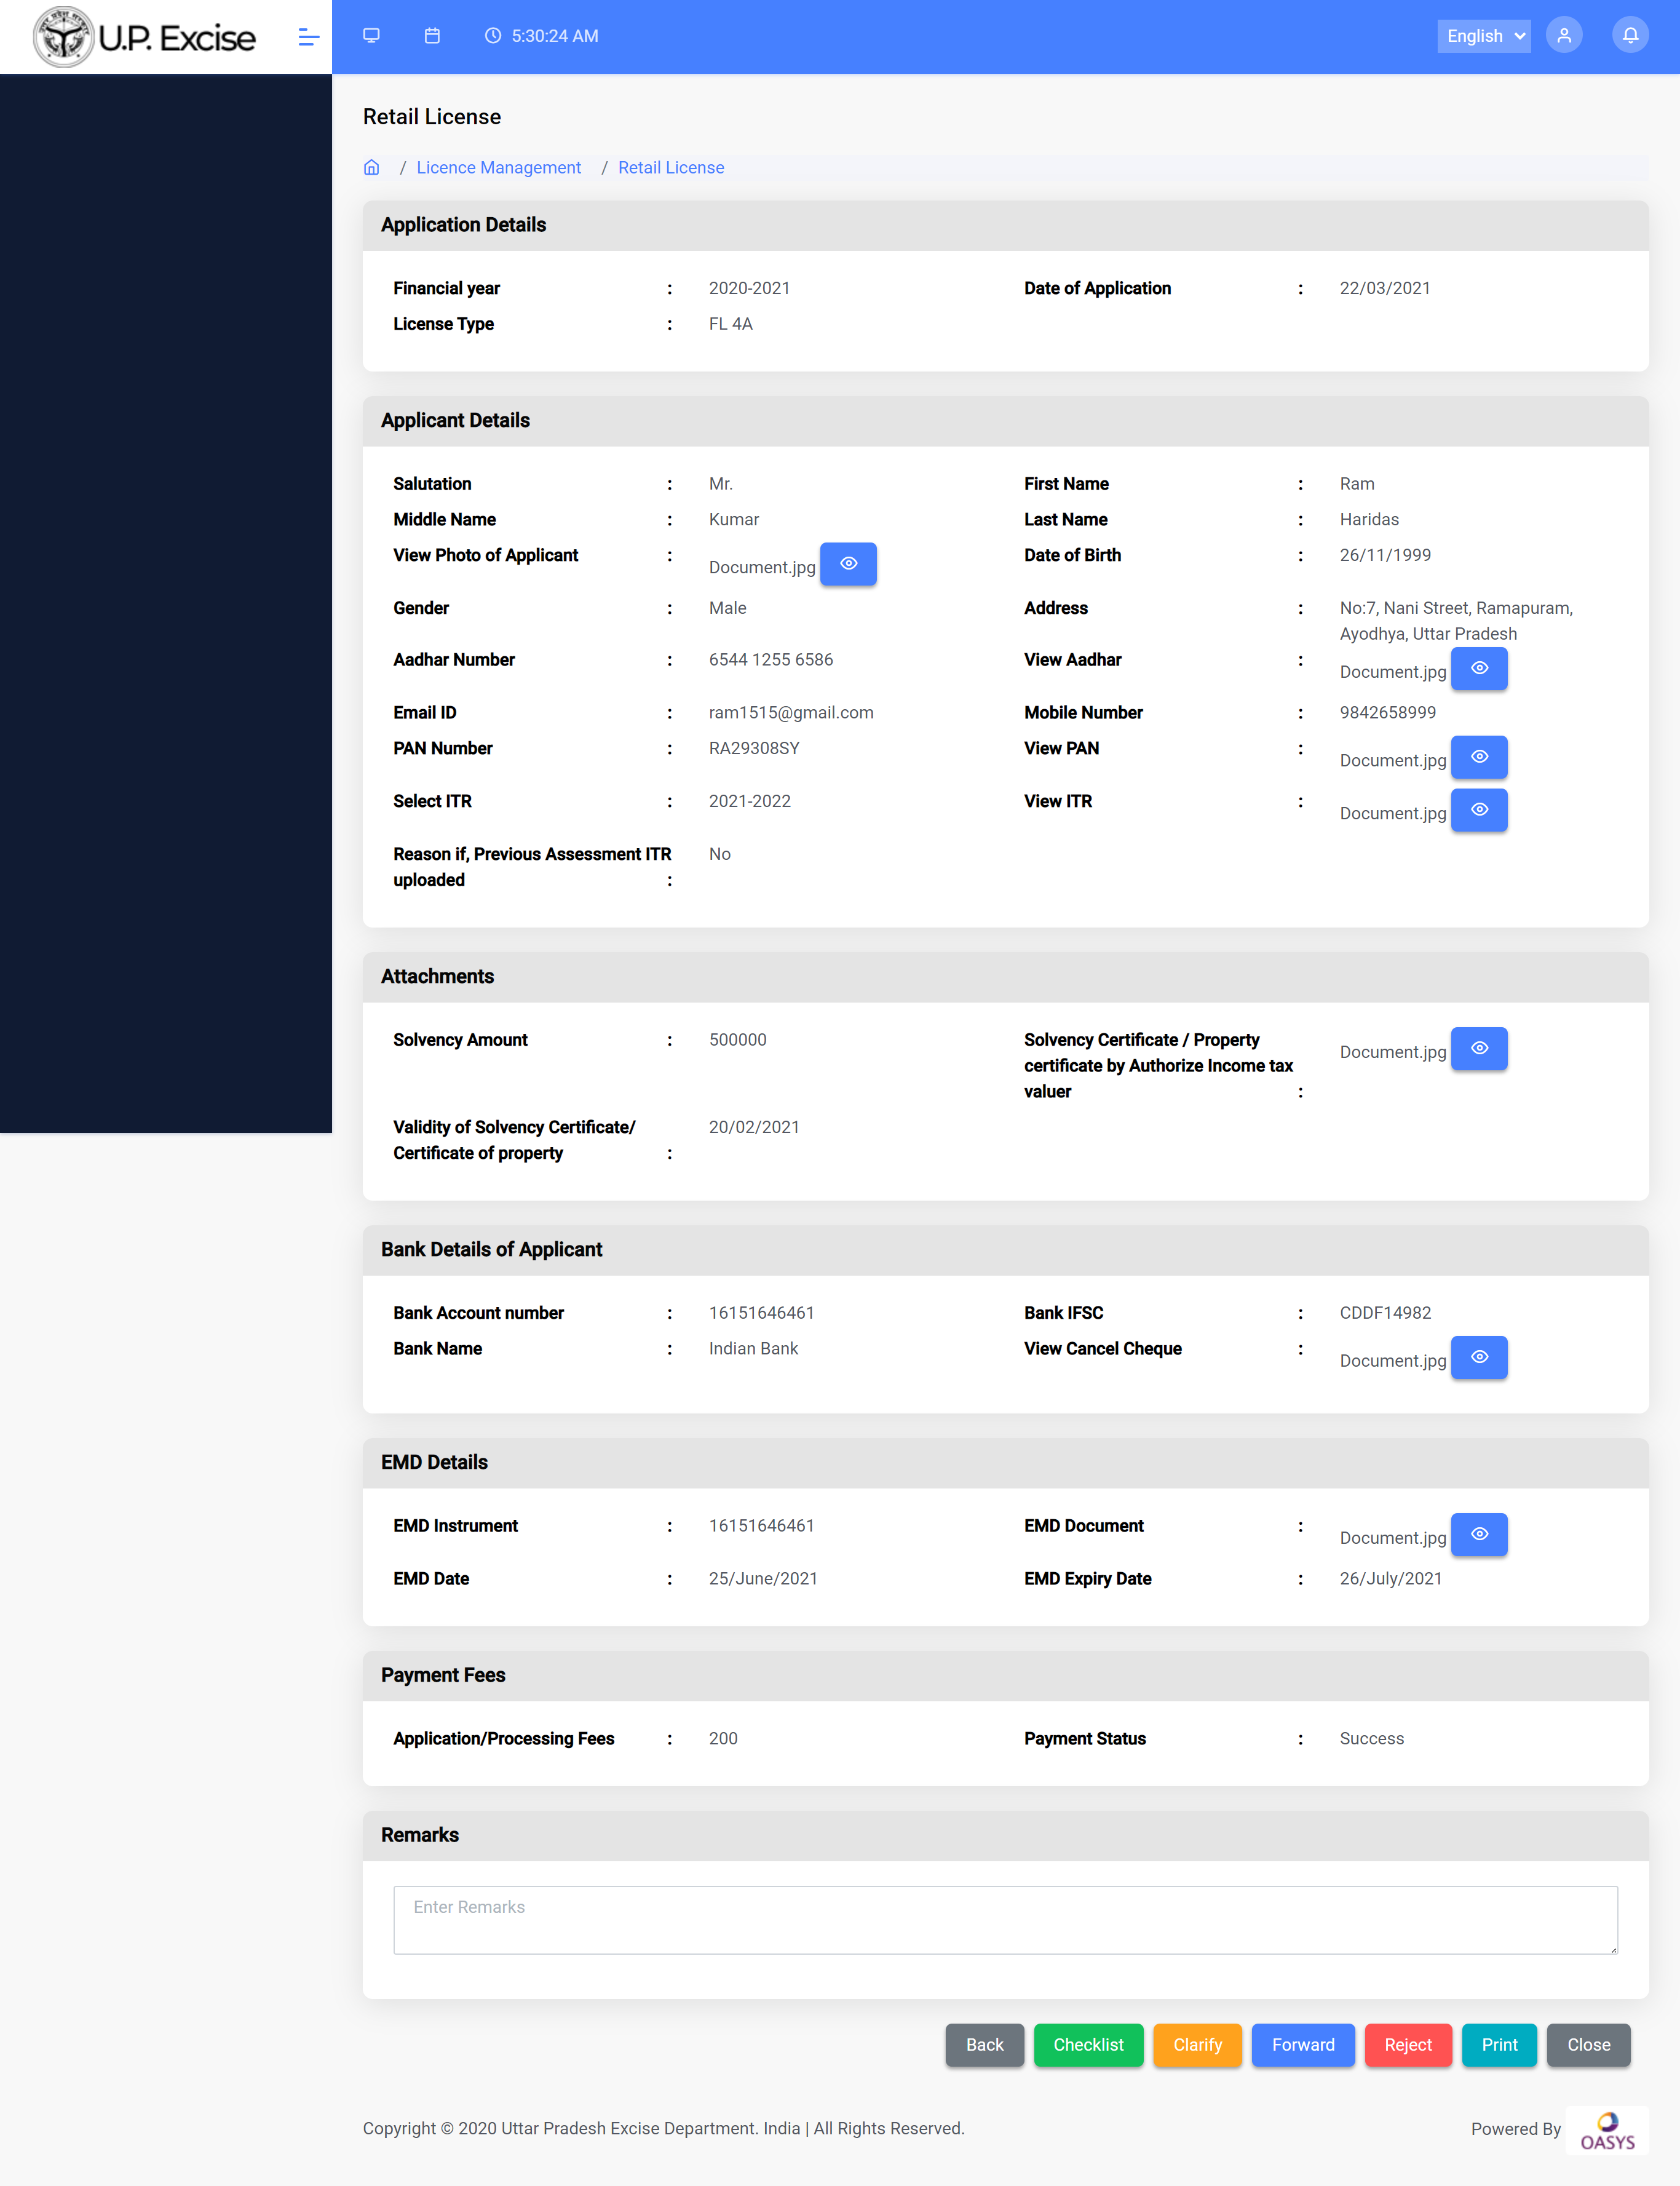 U.P. Excise
5:30:24 AM
English
Retail License
/ Licence Management / Retail License
Application Details
Financial year : 2020-2021 Date of Application : 22/03/2021
License Type : FL 4A
Applicant Details
Salutation : Mr. First Name : Ram
Middle Name : Kumar Last Name : Haridas
View Photo of Applicant : Document.jpg Date of Birth : 26/11/1999
Gender : Male Address : No:7, Nani Street, Ramapuram,
Ayodhya, Uttar Pradesh
Aadhar Number : 6544 1255 6586 View Aadhar : Document.jpg
Email ID : ram1515@gmail.com Mobile Number : 9842658999
PAN Number : RA29308SY View PAN : Document.jpg
Select ITR : 2021-2022 View ITR : Document.jpg
Reason if, Previous Assessment ITR No
uploaded :
Attachments
Solvency Amount : 500000 Solvency Certificate / Property Document.jpg
certificate by Authorize Income tax
valuer :
Validity of Solvency Certificate/ 20/02/2021
Certificate of property :
Bank Details of Applicant
Bank Account number : 16151646461 Bank IFSC : CDDF14982
Bank Name : Indian Bank View Cancel Cheque : Document.jpg
EMD Details
EMD Instrument : 16151646461 EMD Document : Document.jpg
EMD Date : 25/June/2021 EMD Expiry Date : 26/July/2021
Payment Fees
Application/Processing Fees : 200 Payment Status : Success
Remarks
Enter Remarks
Back Checklist Clarify Forward Reject Print Close
Copyright © 2020 Uttar Pradesh Excise Department. India | All Rights Reserved. Powered By OASYS